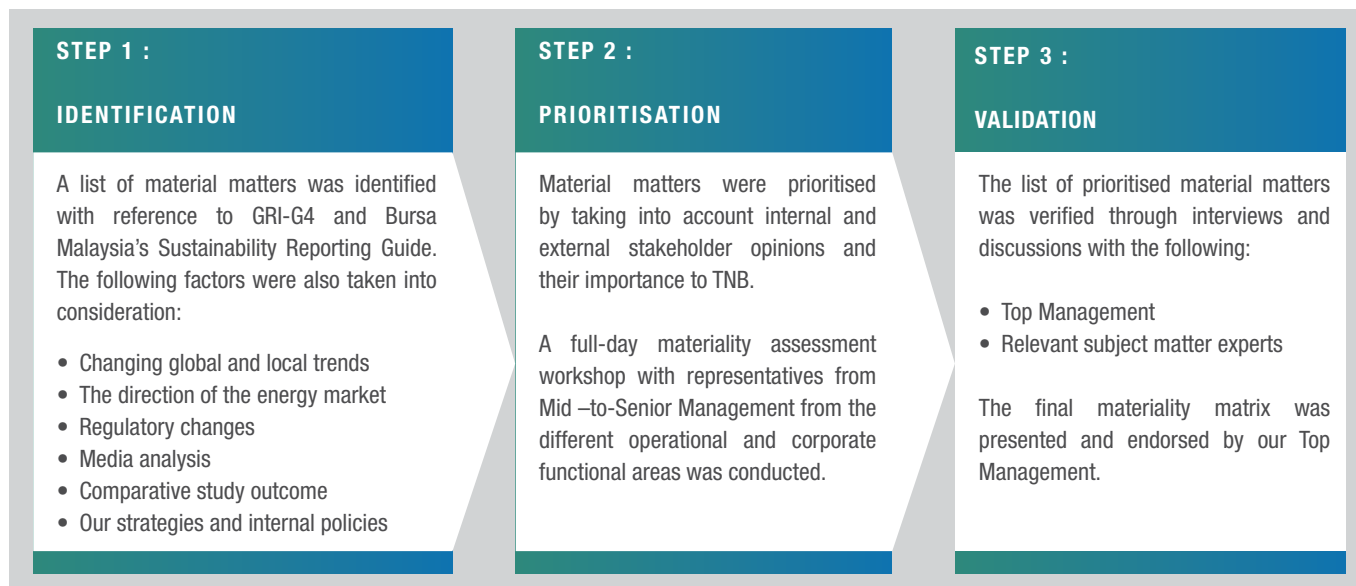 STEP 1 :
IDENTIFICATION
A list of material matters was identified
with reference to GRI-G4 and Bursa
Malaysia’s Sustainability Reporting Guide.
The following factors were also taken into
consideration:
• Changing global and local trends
• The direction of the energy market
• Regulatory changes
• Media analysis
• Comparative study outcome
• Our strategies and internal policies
STEP 2 :
PRIORITISATION
Material matters were prioritised
by taking into account internal and
external stakeholder opinions and
their importance to TNB.
A full-day materiality assessment
workshop with representatives from
Mid –to-Senior Management from the
different operational and corporate
functional areas was conducted.
STEP 3 :
VALIDATION
The list of prioritised material matters
was verified through interviews and
discussions with the following:
• Top Management
• Relevant subject matter experts
The final materiality matrix was
presented and endorsed by our Top
Management.